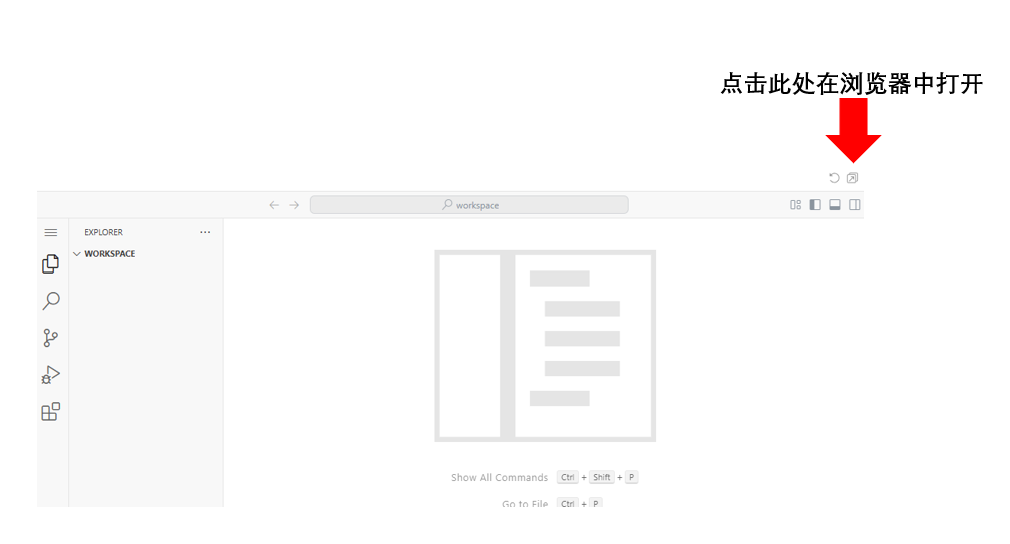 点击此处在浏览器中打开
workspace
EXPLORER
WORKSPACE
Show All Commands Ctrl + Shift + P
Go to File Ctrl + P